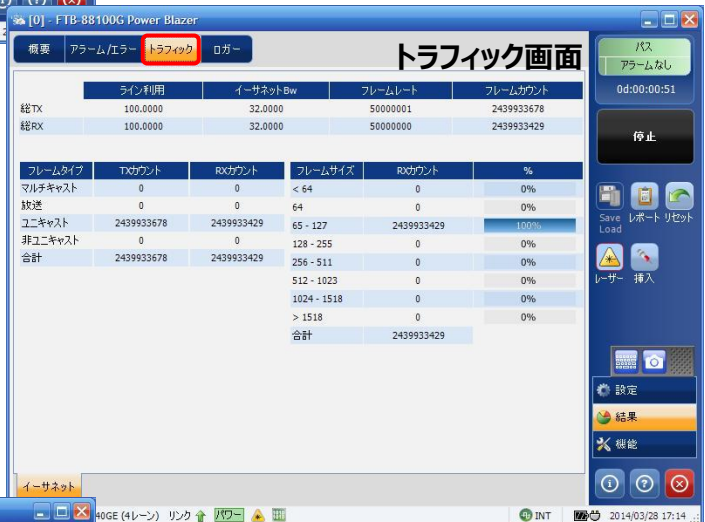 [0] - FTB-88100G Power Blazer
概要 アラーム/エラー トラフィック ロガー トラフィック画面
ライン利用 イーサネットBw フレームレート フレームカウント
総TX 100.0000 32.0000 50000001 2439933678
総RX 100.0000 32.0000 50000000 2439933429
フレームタイプ TXカウント RXカウント
マルチキャスト 0 0
放送 0 0
ユニキャスト 2439933678 2439933429
非ユニキャスト 0 0
合計 2439933678 2439933429
フレームサイズ RXカウント %
< 64 0 0%
64 0 0%
65 - 127 2439933429 100%
128 - 255 0 0%
256 - 511 0 0%
512 - 1023 0 0%
1024 - 1518 0 0%
> 1518 0 0%
合計 2439933429
パス
アラームなし
0d:00:00:51
停止
Save
Load
レポート リセット
レーザー 挿入
設定
結果
機能
イーサネット
40GE (4レーン) リンク パワー INT 2014/03/28 17:14